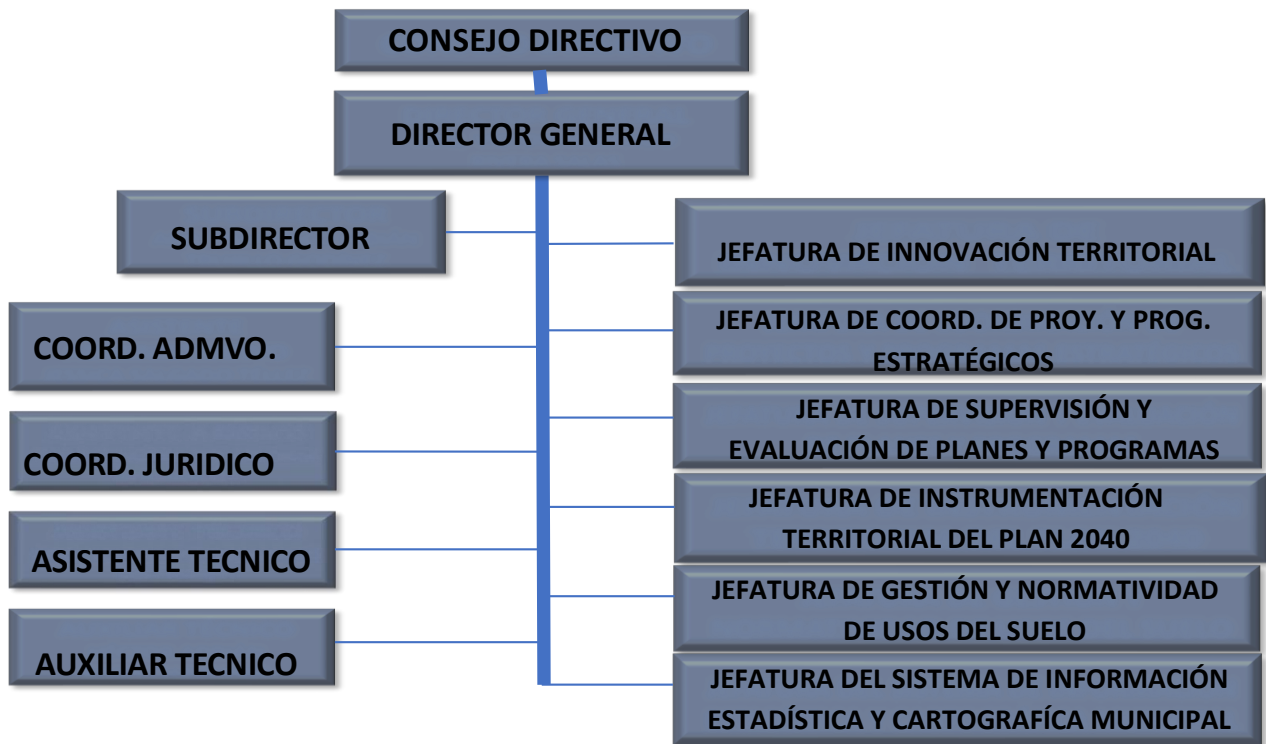 CONSEJO DIRECTIVO
DIRECTOR GENERAL
SUBDIRECTOR
COORD. ADMVO.
COORD. JURIDICO
ASISTENTE TECNICO
AUXILIAR TECNICO
JEFATURA DE INNOVACIÓN TERRITORIAL
JEFATURA DE COORD. DE PROY. Y PROG.
ESTRATÉGICOS
JEFATURA DE SUPERVISIÓN Y
EVALUACIÓN DE PLANES Y PROGRAMAS
JEFATURA DE INSTRUMENTACIÓN
TERRITORIAL DEL PLAN 2040
JEFATURA DE GESTIÓN Y NORMATIVIDAD
DE USOS DEL SUELO
JEFATURA DEL SISTEMA DE INFORMACIÓN
ESTADÍSTICA Y CARTOGRAFÍCA MUNICIPAL